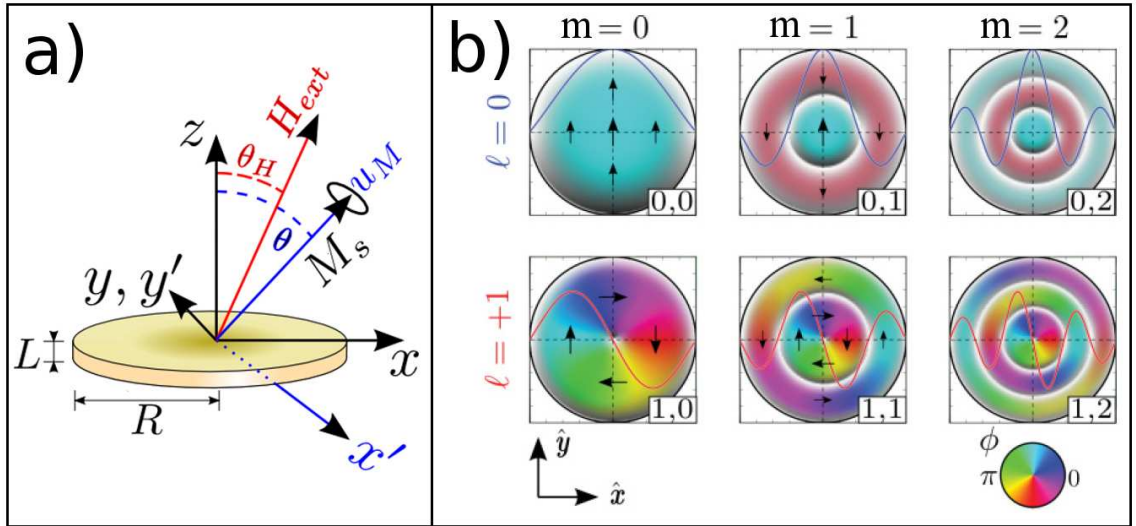 a)
z
H_ext
θ_H
u_M
θ
M_s
y, y′
x
L
R
x′
b)
m = 0
m = 1
m = 2
ℓ = 0
0,0
0,1
0,2
ℓ = +1
1,0
1,1
1,2
ŷ
x̂
ϕ
π
0